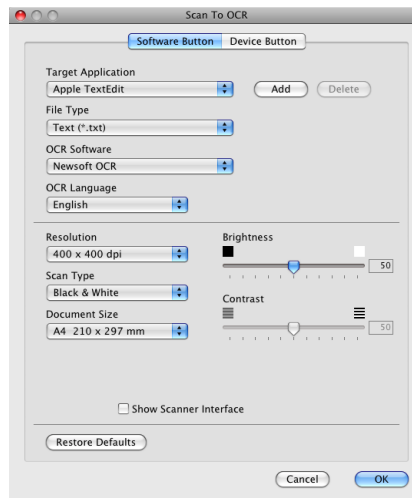 Scan To OCR
Software Button Device Button
Target Application
Apple TextEdit Add Delete
File Type
Text (*.txt)
OCR Software
Newsoft OCR
OCR Language
English
Resolution Brightness
400 x 400 dpi
50
Scan Type
Black & White
Contrast
Document Size
50
A4 210 x 297 mm
Show Scanner Interface
Restore Defaults
Cancel OK